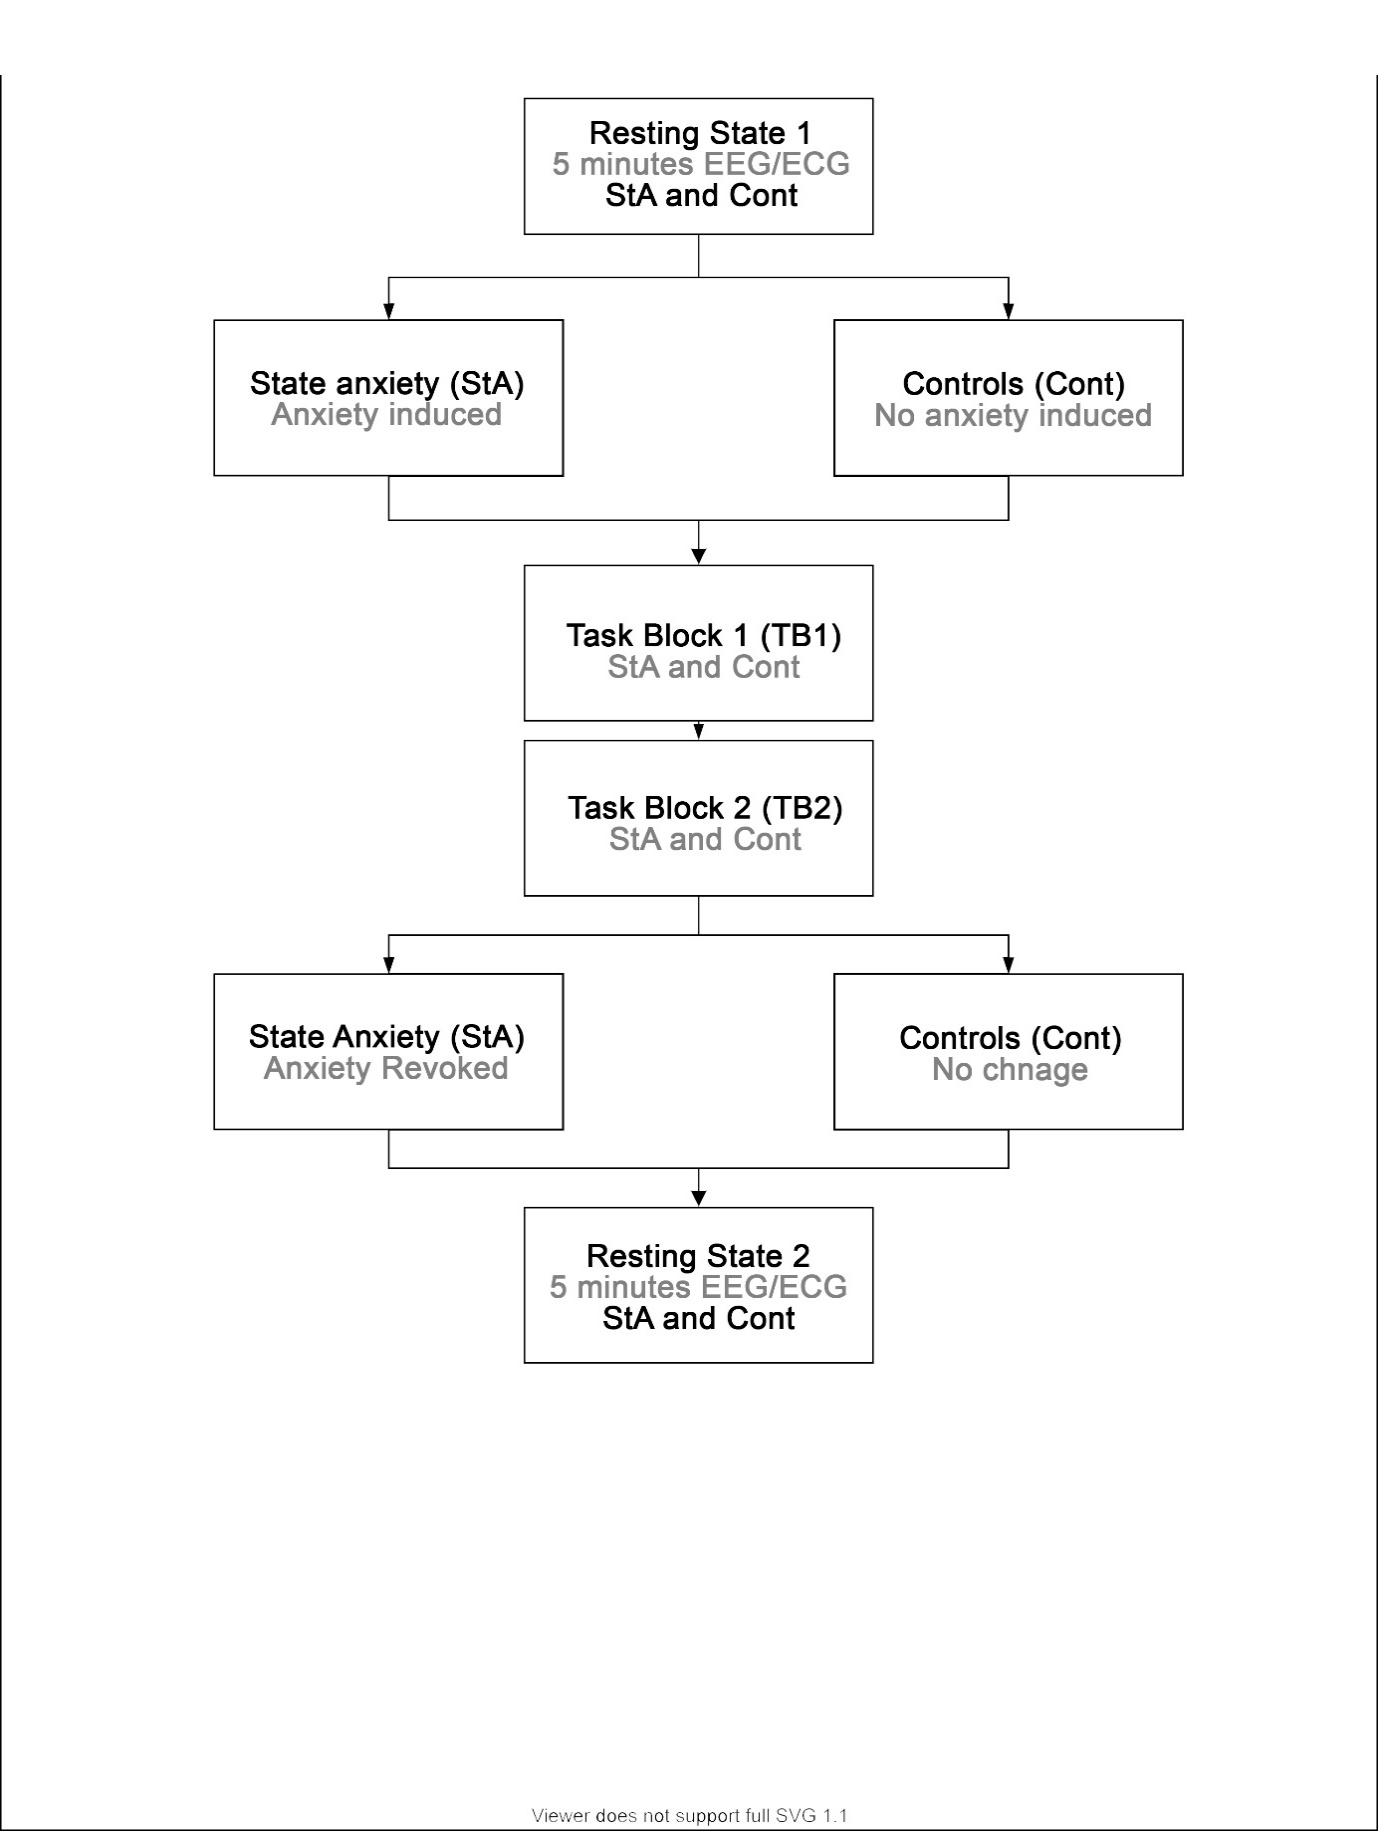 Resting State 1
5 minutes EEG/ECG
StA and Cont
State anxiety (StA)
Anxiety induced
Controls (Cont)
No anxiety induced
Task Block 1 (TB1)
StA and Cont
Task Block 2 (TB2)
StA and Cont
State Anxiety (StA)
Anxiety Revoked
Controls (Cont)
No chnage
Resting State 2
5 minutes EEG/ECG
StA and Cont
Viewer does not support full SVG 1.1